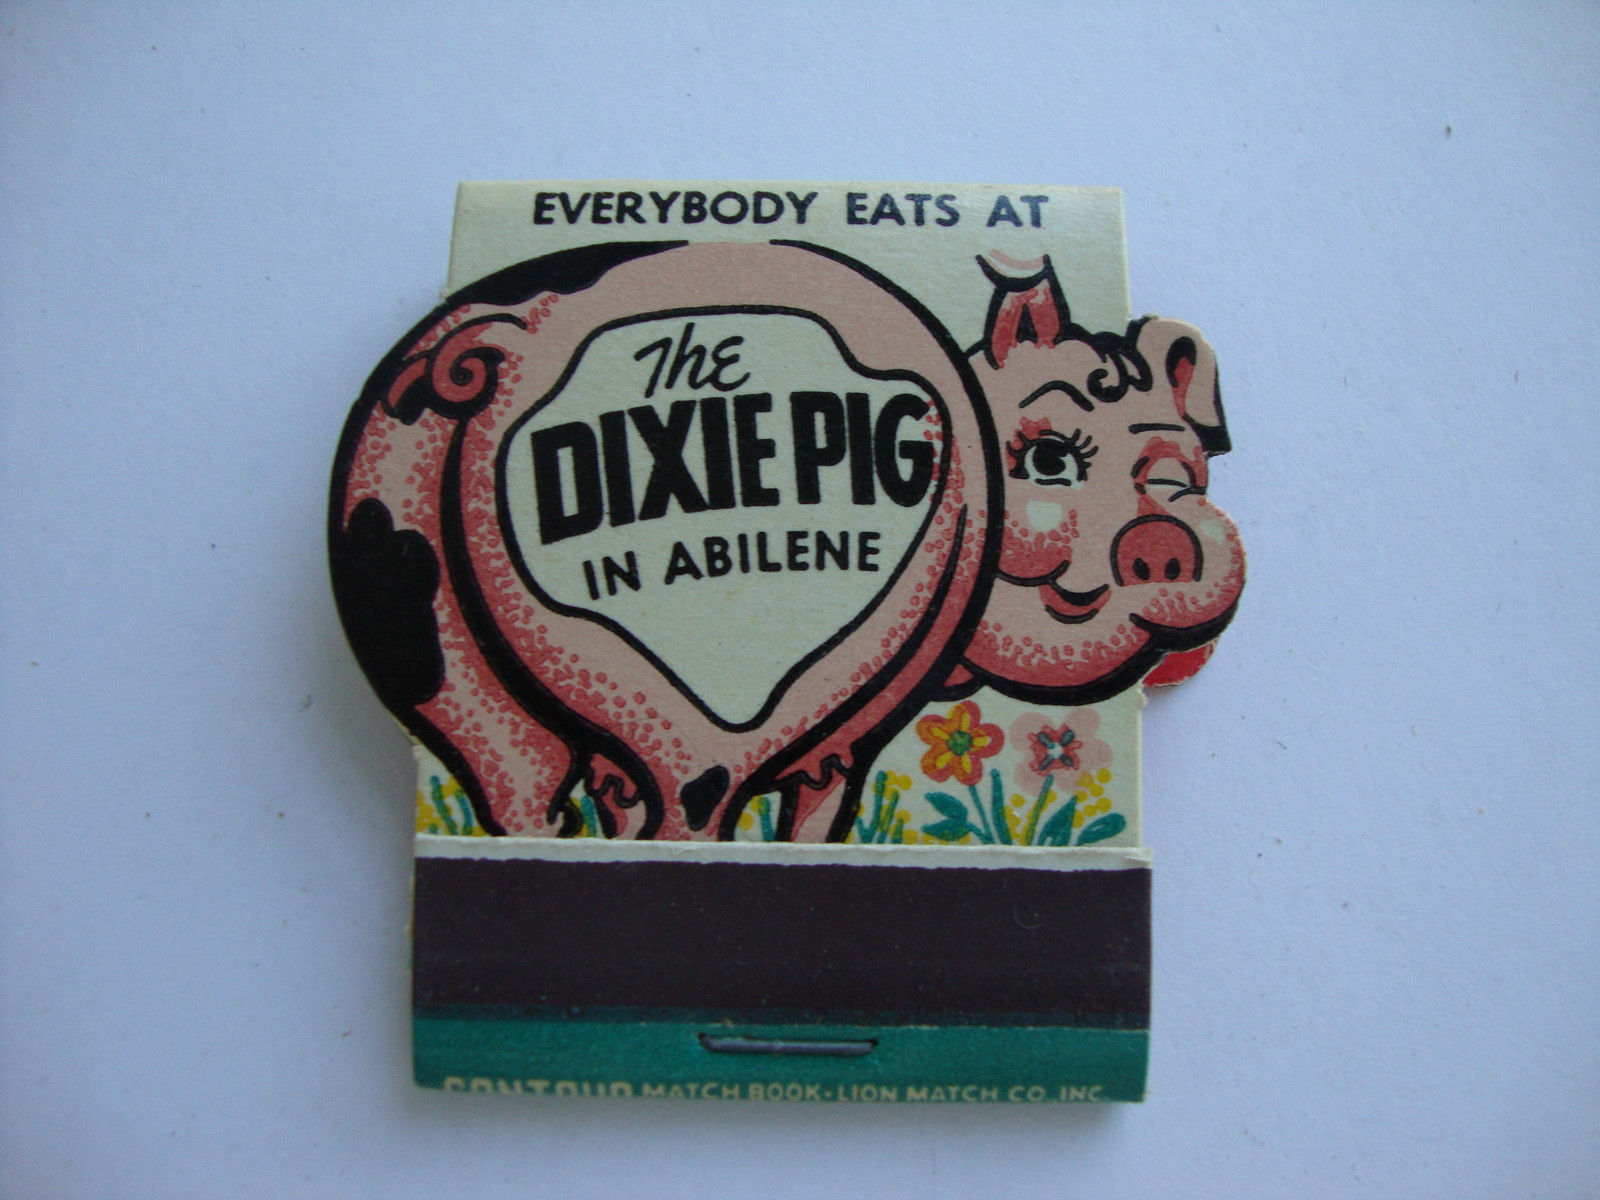 EVERYBODY EATS AT
The
DIXIE PIG
IN ABILENE
CONTOUR MATCH BOOK-LION MATCH CO., INC.